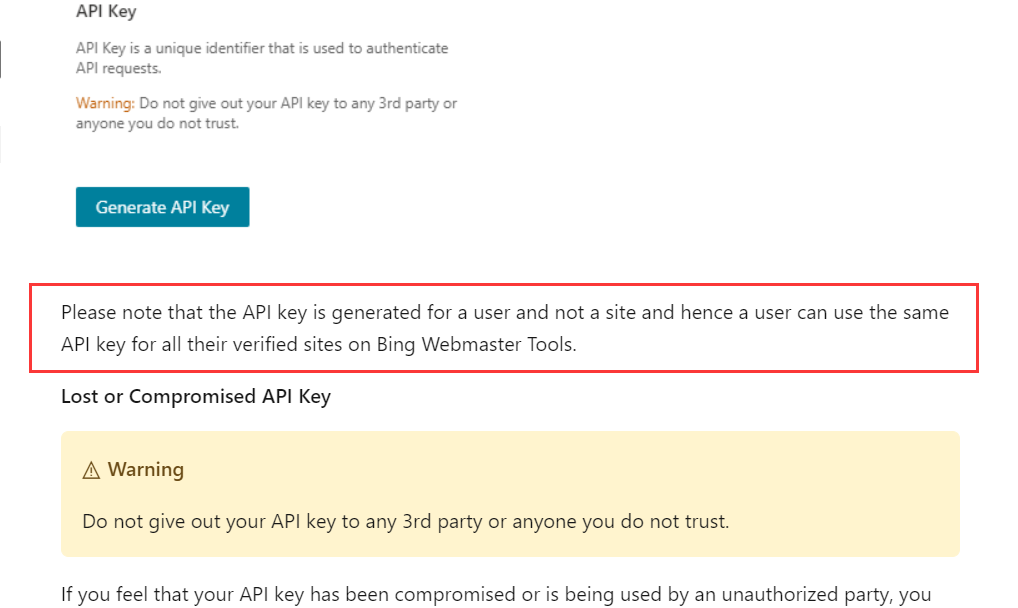 API Key
API Key is a unique identifier that is used to authenticate
API requests.
Warning: Do not give out your API key to any 3rd party or
anyone you do not trust.
Generate API Key
Please note that the API key is generated for a user and not a site and hence a user can use the same
API key for all their verified sites on Bing Webmaster Tools.
Lost or Compromised API Key
⚠ Warning
Do not give out your API key to any 3rd party or anyone you do not trust.
If you feel that your API key has been compromised or is being used by an unauthorized party, you